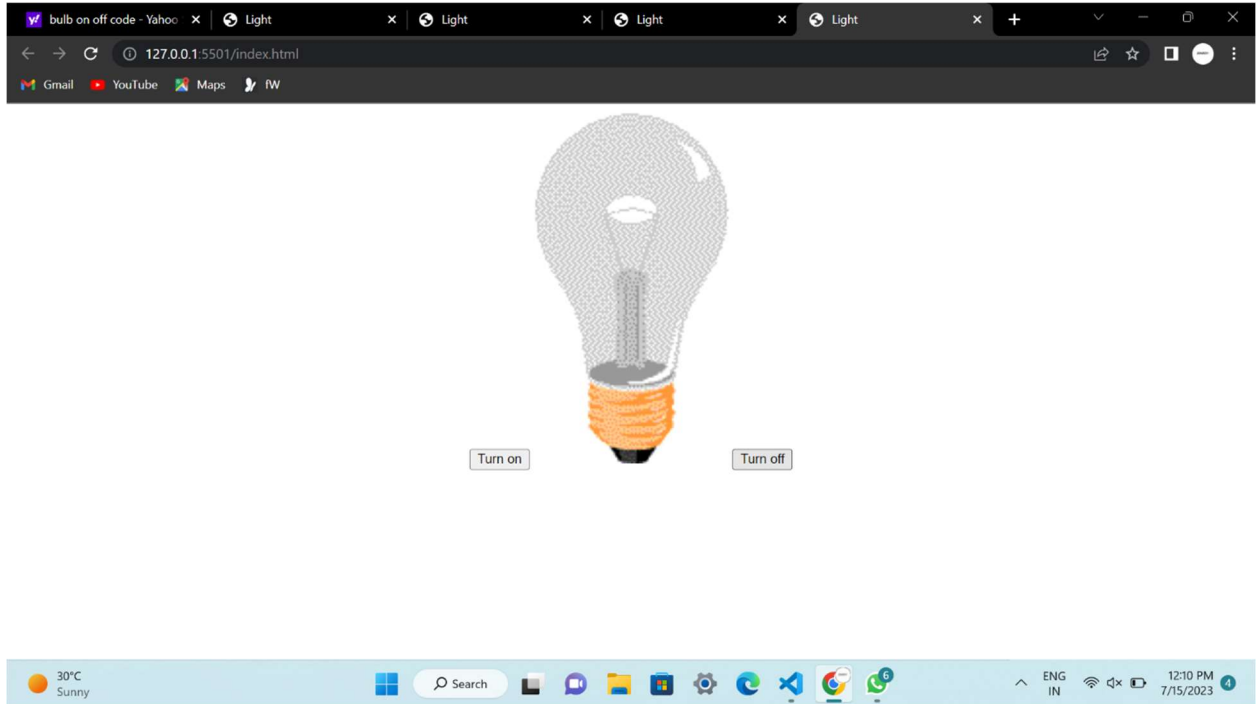 bulb on off code - Yahoo
Light
Light
Light
Light
127.0.0.1:5501/index.html
Gmail
YouTube
Maps
fW
Turn on
Turn off
30°C
Sunny
Search
6
ENG
IN
12:10 PM
7/15/2023
4